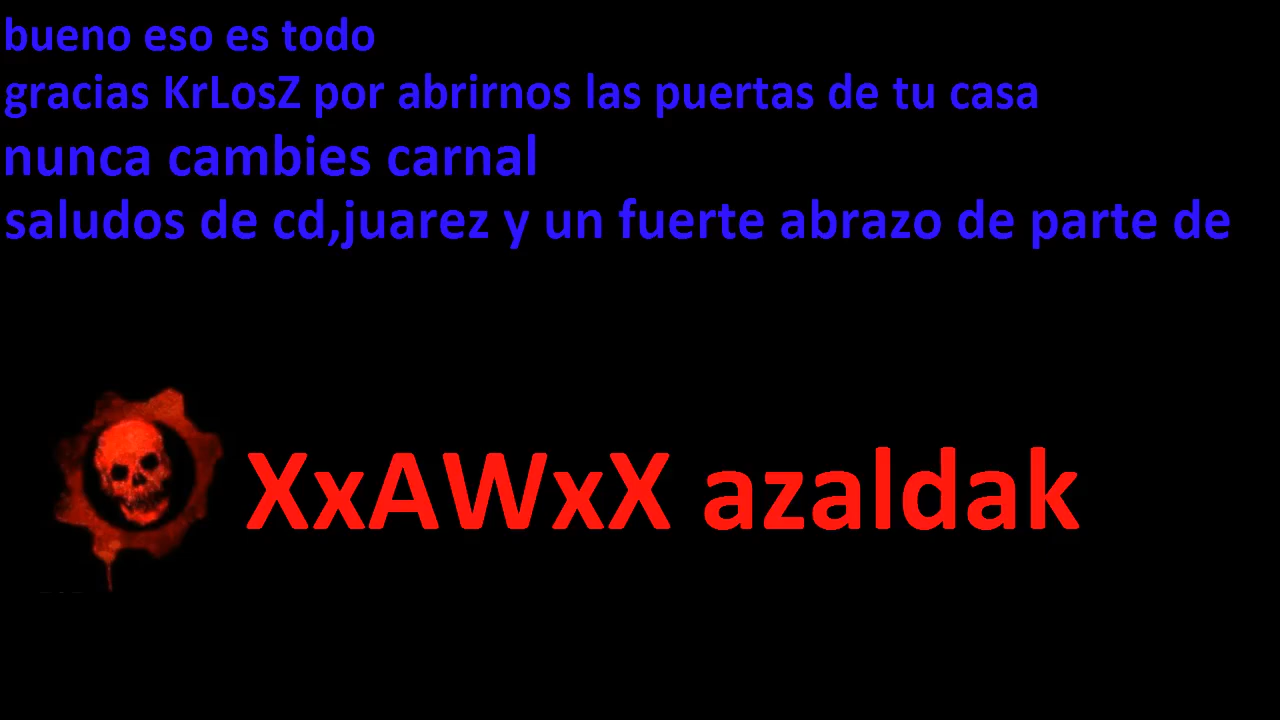 bueno eso es todo
gracias KrLosZ por abrirnos las puertas de tu casa
nunca cambies carnal
saludos de cd,juarez y un fuerte abrazo de parte de
XxAWxX azaldak